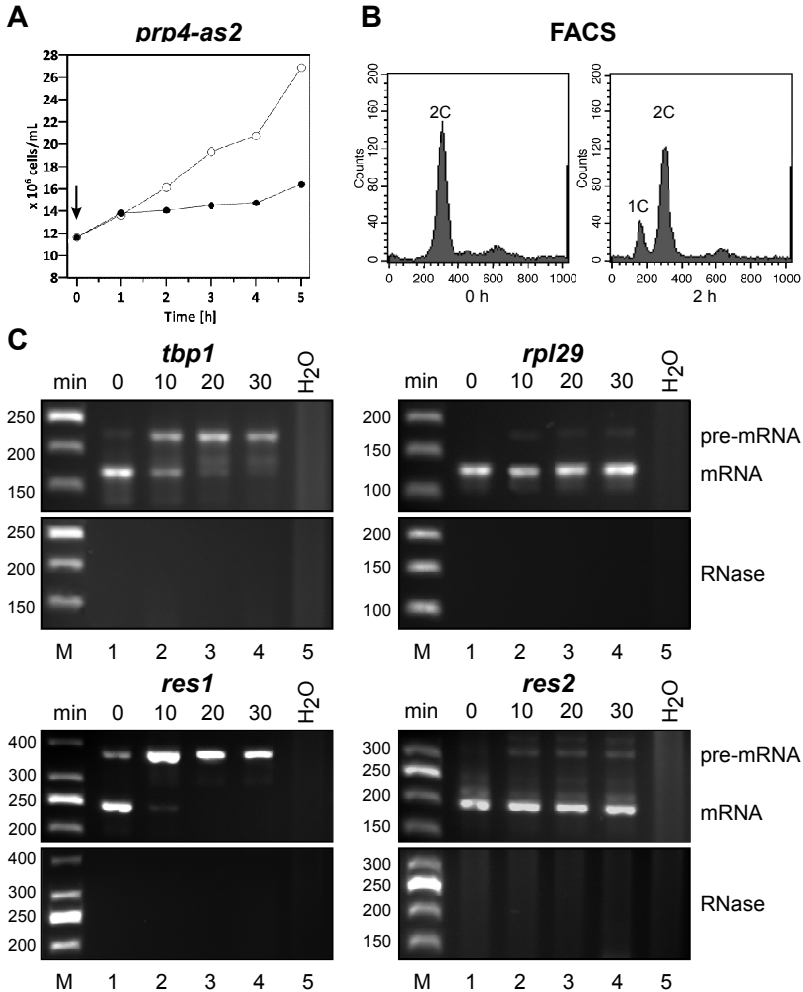 A
prp4-as2
28
26
24
22
20
18
16
14
12
10
8
x 10⁶ cells/mL
0 1 2 3 4 5
Time [h]
B
FACS
200
160
120
80
40
0
Counts
2C
0 200 400 600 800 1000
0 h
200
160
120
80
40
0
Counts
2C
1C
0 200 400 600 800 1000
2 h
C
tbp1
min 0 10 20 30 H2O
250
200
150
250
200
150
M 1 2 3 4 5
rpl29
min 0 10 20 30 H2O
200
150
100
pre-mRNA
mRNA
200
150
100
RNase
M 1 2 3 4 5
res1
min 0 10 20 30 H2O
400
300
250
200
400
300
250
200
M 1 2 3 4 5
res2
min 0 10 20 30 H2O
300
250
200
150
pre-mRNA
mRNA
300
250
200
150
RNase
M 1 2 3 4 5